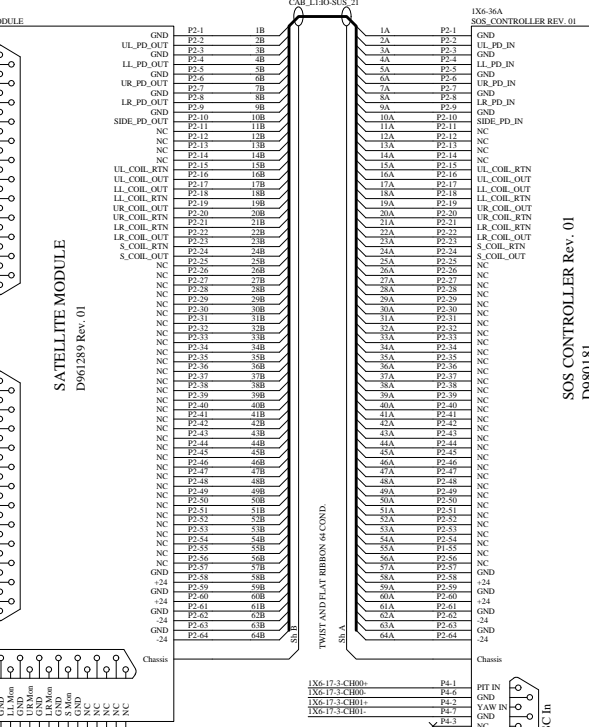 CAB_L1:IO-SUS_21
ODULE
1X6-36A
SOS_CONTROLLER REV. 01
GND P2-1 1B 1A P2-1 GND
UL_PD_OUT P2-2 2B 2A P2-2 UL_PD_IN
GND P2-3 3B 3A P2-3 GND
LL_PD_OUT P2-4 4B 4A P2-4 LL_PD_IN
GND P2-5 5B 5A P2-5 GND
UR_PD_OUT P2-6 6B 6A P2-6 UR_PD_IN
GND P2-7 7B 7A P2-7 GND
LR_PD_OUT P2-8 8B 8A P2-8 LR_PD_IN
GND P2-9 9B 9A P2-9 GND
SIDE_PD_OUT P2-10 10B 10A P2-10 SIDE_PD_IN
NC P2-11 11B 11A P2-11 NC
NC P2-12 12B 12A P2-12 NC
NC P2-13 13B 13A P2-13 NC
NC P2-14 14B 14A P2-14 NC
UL_COIL_RTN P2-15 15B 15A P2-15 UL_COIL_RTN
UL_COIL_OUT P2-16 16B 16A P2-16 UL_COIL_OUT
LL_COIL_OUT P2-17 17B 17A P2-17 LL_COIL_OUT
LL_COIL_RTN P2-18 18B 18A P2-18 LL_COIL_RTN
UR_COIL_OUT P2-19 19B 19A P2-19 UR_COIL_OUT
UR_COIL_RTN P2-20 20B 20A P2-20 UR_COIL_RTN
LR_COIL_RTN P2-21 21B 21A P2-21 LR_COIL_RTN
LR_COIL_OUT P2-22 22B 22A P2-22 LR_COIL_OUT
S_COIL_RTN P2-23 23B 23A P2-23 S_COIL_RTN
S_COIL_OUT P2-24 24B 24A P2-24 S_COIL_OUT
NC P2-25 25B 25A P2-25 NC
NC P2-26 26B 26A P2-26 NC
NC P2-27 27B 27A P2-27 NC
NC P2-28 28B 28A P2-28 NC
NC P2-29 29B 29A P2-29 NC
NC P2-30 30B 30A P2-30 NC
NC P2-31 31B 31A P2-31 NC
NC P2-32 32B 32A P2-32 NC
NC P2-33 33B 33A P2-33 NC
NC P2-34 34B 34A P2-34 NC
NC P2-35 35B 35A P2-35 NC
NC P2-36 36B 36A P2-36 NC
NC P2-37 37B 37A P2-37 NC
NC P2-38 38B 38A P2-38 NC
NC P2-39 39B 39A P2-39 NC
NC P2-40 40B 40A P2-40 NC
NC P2-41 41B 41A P2-41 NC
NC P2-42 42B 42A P2-42 NC
NC P2-43 43B 43A P2-43 NC
NC P2-44 44B 44A P2-44 NC
NC P2-45 45B 45A P2-45 NC
NC P2-46 46B 46A P2-46 NC
NC P2-47 47B 47A P2-47 NC
NC P2-48 48B 48A P2-48 NC
NC P2-49 49B 49A P2-49 NC
NC P2-50 50B 50A P2-50 NC
NC P2-51 51B 51A P2-51 NC
NC P2-52 52B 52A P2-52 NC
NC P2-53 53B 53A P2-53 NC
NC P2-54 54B 54A P2-54 NC
NC P2-55 55B 55A P1-55 NC
NC P2-56 56B 56A P2-56 NC
GND P2-57 57B 57A P2-57 GND
+24 P2-58 58B 58A P2-58 +24
GND P2-59 59B 59A P2-59 GND
+24 P2-60 60B 60A P2-60 +24
GND P2-61 61B 61A P2-61 GND
-24 P2-62 62B 62A P2-62 -24
GND P2-63 63B 63A P2-63 GND
-24 P2-64 64B 64A P2-64 -24
Chassis
Chassis
SATELLITE MODULE
D961289 Rev. 01
Sh B
TWIST AND FLAT RIBBON 64 COND.
Sh A
SOS CONTROLLER Rev. 01
D980181
GND
LL Mon
GND
UR Mon
GND
LR Mon
GND
S Mon
GND
NC
NC
NC
NC
1X6-17-3-CH00+ P4-1 PIT IN
1X6-17-3-CH00- P4-6 GND
1X6-17-3-CH01+ P4-2 YAW IN
1X6-17-3-CH01- P4-7 GND
P4-3 NC
C In